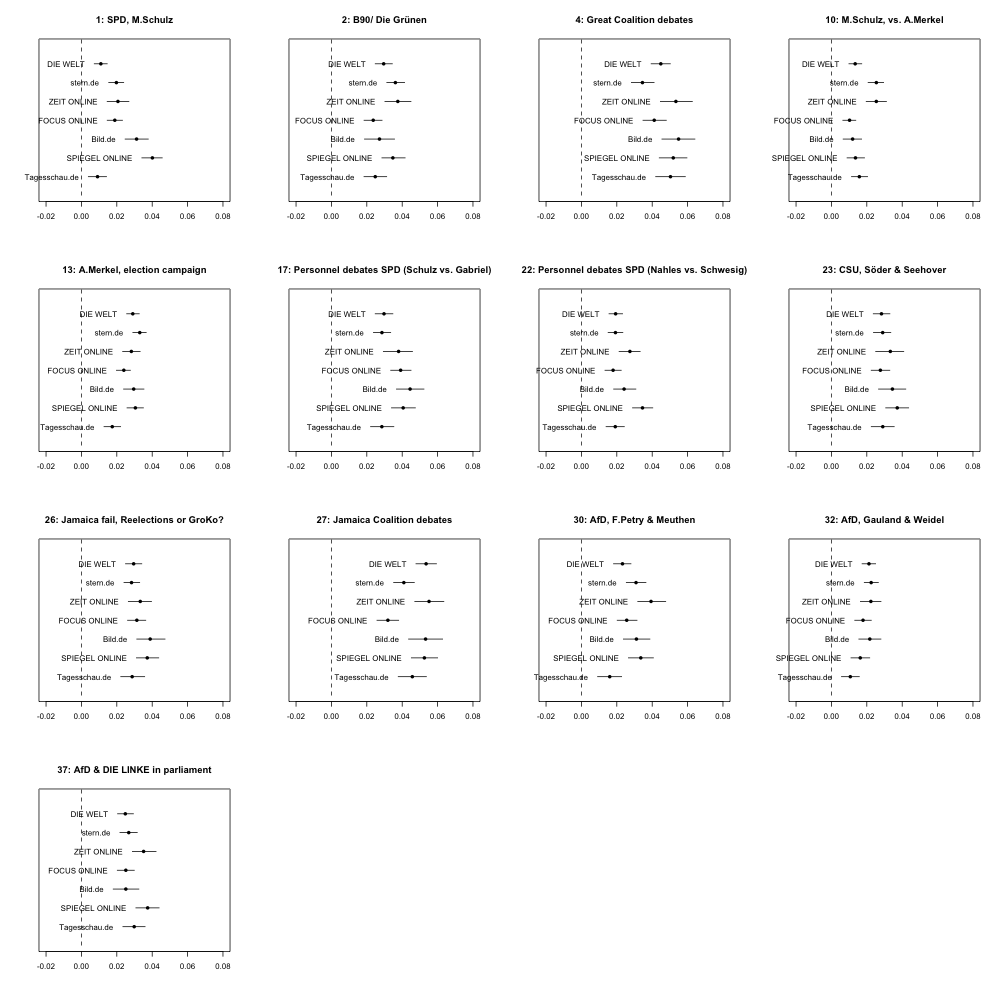 1: SPD, M.Schulz
DIE WELT
stern.de
ZEIT ONLINE
FOCUS ONLINE
Bild.de
SPIEGEL ONLINE
Tagesschau.de
-0.02 0.00 0.02 0.04 0.06 0.08
2: B90/ Die Grünen
DIE WELT
stern.de
ZEIT ONLINE
FOCUS ONLINE
Bild.de
SPIEGEL ONLINE
Tagesschau.de
-0.02 0.00 0.02 0.04 0.06 0.08
4: Great Coalition debates
DIE WELT
stern.de
ZEIT ONLINE
FOCUS ONLINE
Bild.de
SPIEGEL ONLINE
Tagesschau.de
-0.02 0.00 0.02 0.04 0.06 0.08
10: M.Schulz, vs. A.Merkel
DIE WELT
stern.de
ZEIT ONLINE
FOCUS ONLINE
Bild.de
SPIEGEL ONLINE
Tagesschau.de
-0.02 0.00 0.02 0.04 0.06 0.08
13: A.Merkel, election campaign
DIE WELT
stern.de
ZEIT ONLINE
FOCUS ONLINE
Bild.de
SPIEGEL ONLINE
Tagesschau.de
-0.02 0.00 0.02 0.04 0.06 0.08
17: Personnel debates SPD (Schulz vs. Gabriel)
DIE WELT
stern.de
ZEIT ONLINE
FOCUS ONLINE
Bild.de
SPIEGEL ONLINE
Tagesschau.de
-0.02 0.00 0.02 0.04 0.06 0.08
22: Personnel debates SPD (Nahles vs. Schwesig)
DIE WELT
stern.de
ZEIT ONLINE
FOCUS ONLINE
Bild.de
SPIEGEL ONLINE
Tagesschau.de
-0.02 0.00 0.02 0.04 0.06 0.08
23: CSU, Söder & Seehover
DIE WELT
stern.de
ZEIT ONLINE
FOCUS ONLINE
Bild.de
SPIEGEL ONLINE
Tagesschau.de
-0.02 0.00 0.02 0.04 0.06 0.08
26: Jamaica fail, Reelections or GroKo?
DIE WELT
stern.de
ZEIT ONLINE
FOCUS ONLINE
Bild.de
SPIEGEL ONLINE
Tagesschau.de
-0.02 0.00 0.02 0.04 0.06 0.08
27: Jamaica Coalition debates
DIE WELT
stern.de
ZEIT ONLINE
FOCUS ONLINE
Bild.de
SPIEGEL ONLINE
Tagesschau.de
-0.02 0.00 0.02 0.04 0.06 0.08
30: AfD, F.Petry & Meuthen
DIE WELT
stern.de
ZEIT ONLINE
FOCUS ONLINE
Bild.de
SPIEGEL ONLINE
Tagesschau.de
-0.02 0.00 0.02 0.04 0.06 0.08
32: AfD, Gauland & Weidel
DIE WELT
stern.de
ZEIT ONLINE
FOCUS ONLINE
Bild.de
SPIEGEL ONLINE
Tagesschau.de
-0.02 0.00 0.02 0.04 0.06 0.08
37: AfD & DIE LINKE in parliament
DIE WELT
stern.de
ZEIT ONLINE
FOCUS ONLINE
Bild.de
SPIEGEL ONLINE
Tagesschau.de
-0.02 0.00 0.02 0.04 0.06 0.08